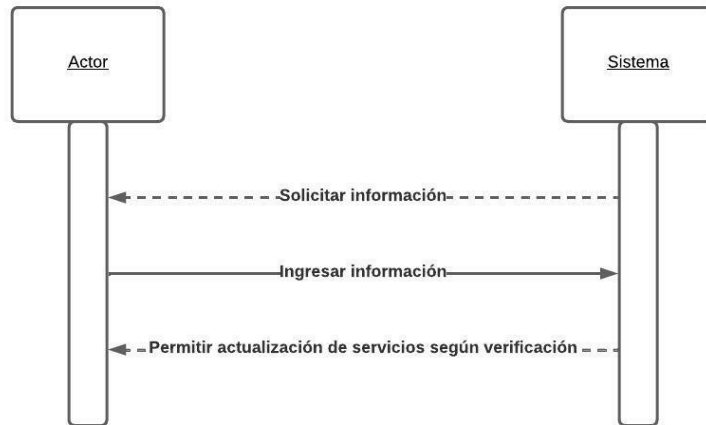 Actor
Sistema
Solicitar información
Ingresar información
Permitir actualización de servicios según verificación